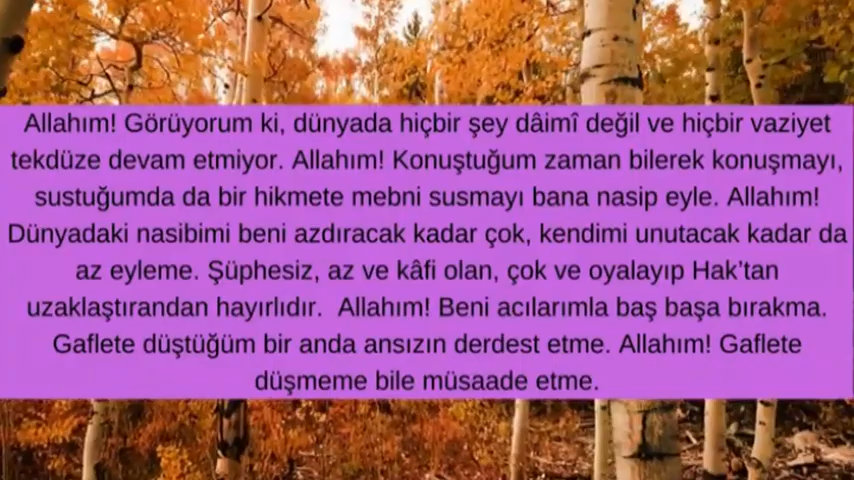 Allahım! Görüyorum ki, dünyada hiçbir şey dâimî değil ve hiçbir vaziyet
tekdüze devam etmiyor. Allahım! Konuştuğum zaman bilerek konuşmayı,
sustuğumda da bir hikmete mebni susmayı bana nasip eyle. Allahım!
Dünyadaki nasibimi beni azdıracak kadar çok, kendimi unutacak kadar da
az eyleme. Şüphesiz, az ve kâfi olan, çok ve oyalayıp Hak’tan
uzaklaştırandan hayırlıdır.  Allahım! Beni acılarımla baş başa bırakma.
Gaflete düştüğüm bir anda ansızın derdest etme. Allahım! Gaflete
düşmeme bile müsaade etme.